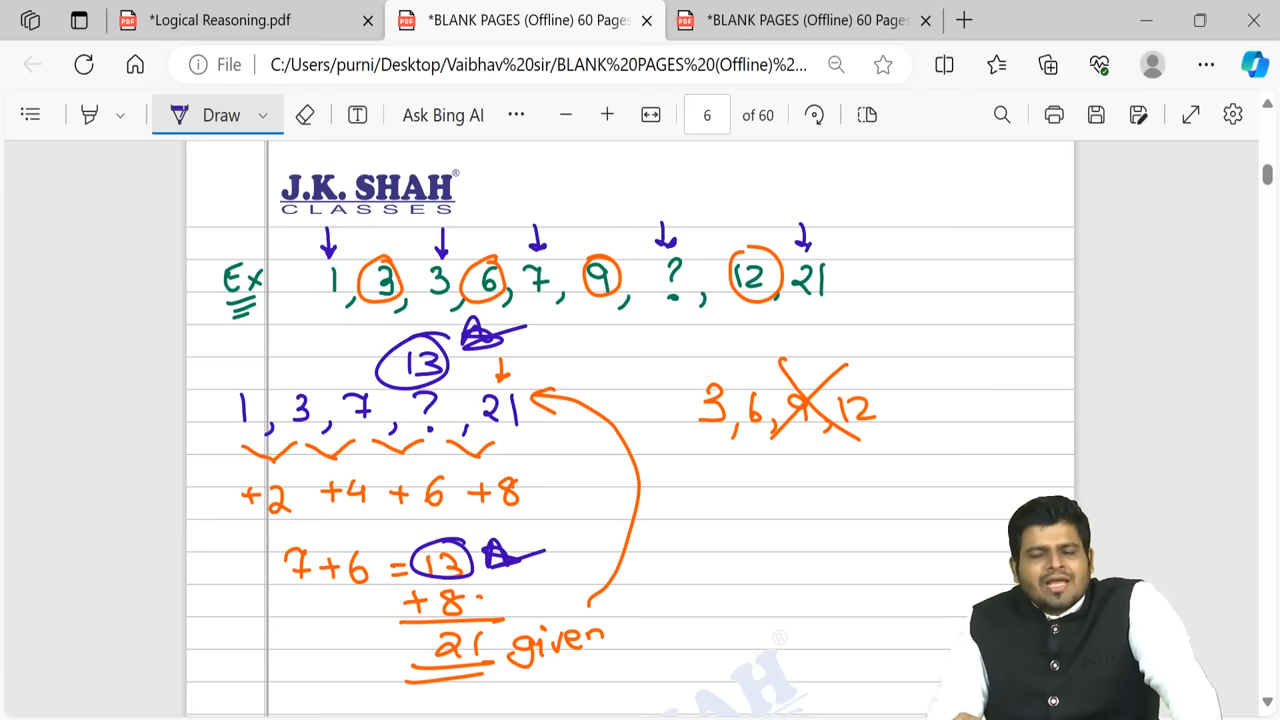 *Logical Reasoning.pdf
*BLANK PAGES (Offline) 60 Pages
*BLANK PAGES (Offline) 60 Pages
File C:/Users/purni/Desktop/Vaibhav%20sir/BLANK%20PAGES%20(Offline)%2...
Draw Ask Bing AI 6 of 60
J.K. SHAH®
CLASSES
Ex 1, 3, 3, 6, 7, 9, ?, 12, 21
13
1, 3, 7, ?, 21
3, 6, 9, 12
+2 +4 +6 +8
7+6 = 13
+ 8
21 given
SHAH®